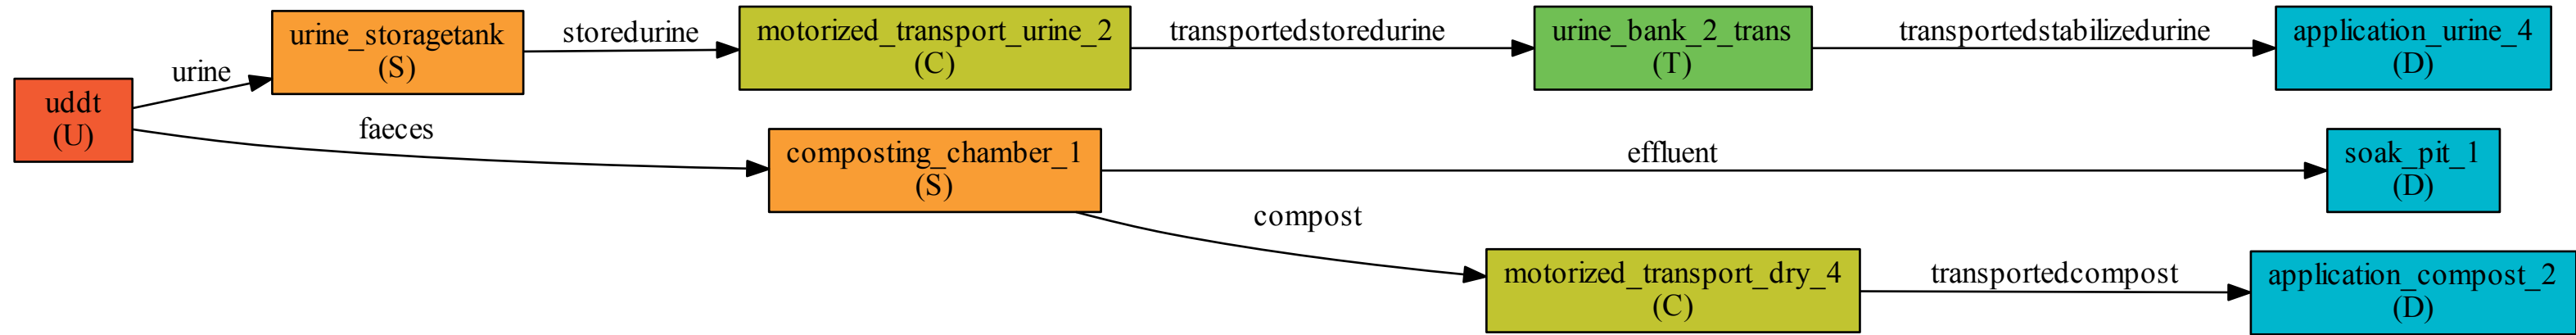 uddt
(U)
urine
urine_storagetank
(S)
storedurine
motorized_transport_urine_2
(C)
transportedstoredurine
urine_bank_2_trans
(T)
transportedstabilizedurine
application_urine_4
(D)
faeces
composting_chamber_1
(S)
effluent
soak_pit_1
(D)
compost
motorized_transport_dry_4
(C)
transportedcompost
application_compost_2
(D)